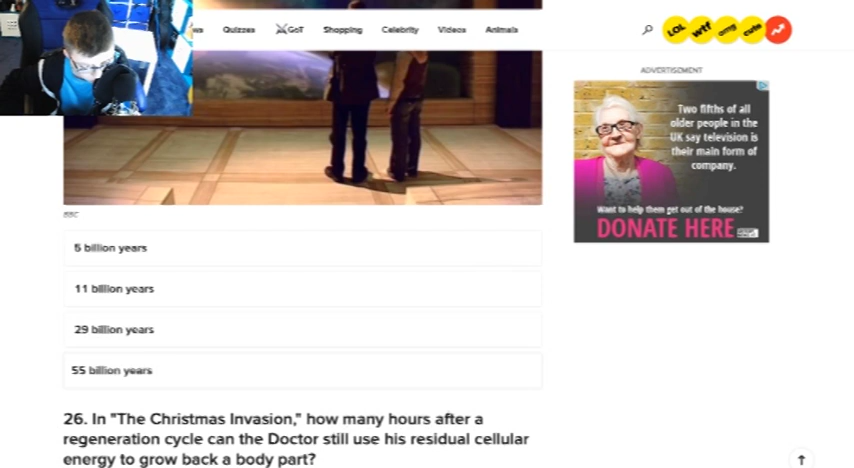 ws Quizzes GoT Shopping Celebrity Videos Animals
LOL wtf omg cute
ADVERTISEMENT
Two fifths of all
older people in the
UK say television is
their main form of
company.
Want to help them get out of the house?
DONATE HERE
BBC
5 billion years
11 billion years
29 billion years
55 billion years
26. In "The Christmas Invasion," how many hours after a
regeneration cycle can the Doctor still use his residual cellular
energy to grow back a body part?